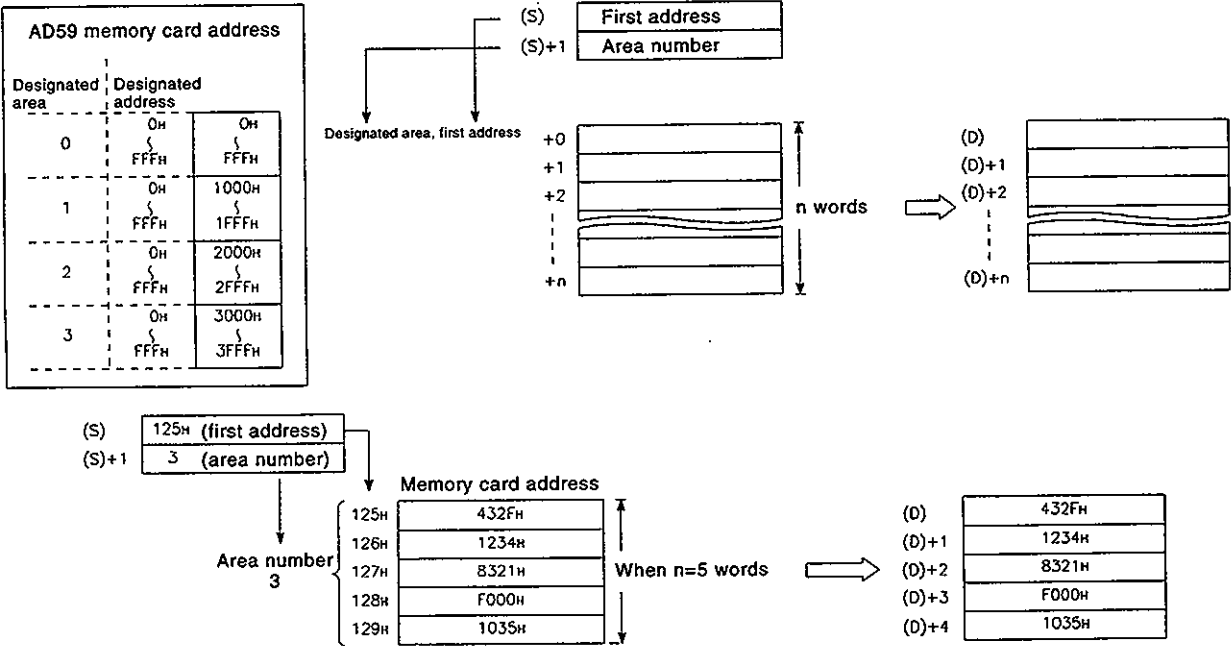 AD59 memory card address
Designated area
Designated address
0
0H
FFFH
0H
FFFH
1
0H
FFFH
1000H
1FFFH
2
0H
FFFH
2000H
2FFFH
3
0H
FFFH
3000H
3FFFH
(S)
First address
(S)+1
Area number
Designated area, first address
+0
+1
+2
+n
n words
(D)
(D)+1
(D)+2
(D)+n
(S)
125H (first address)
(S)+1
3 (area number)
Memory card address
Area number
3
125H
432FH
126H
1234H
127H
8321H
128H
F000H
129H
1035H
When n=5 words
(D)
432FH
(D)+1
1234H
(D)+2
8321H
(D)+3
F000H
(D)+4
1035H